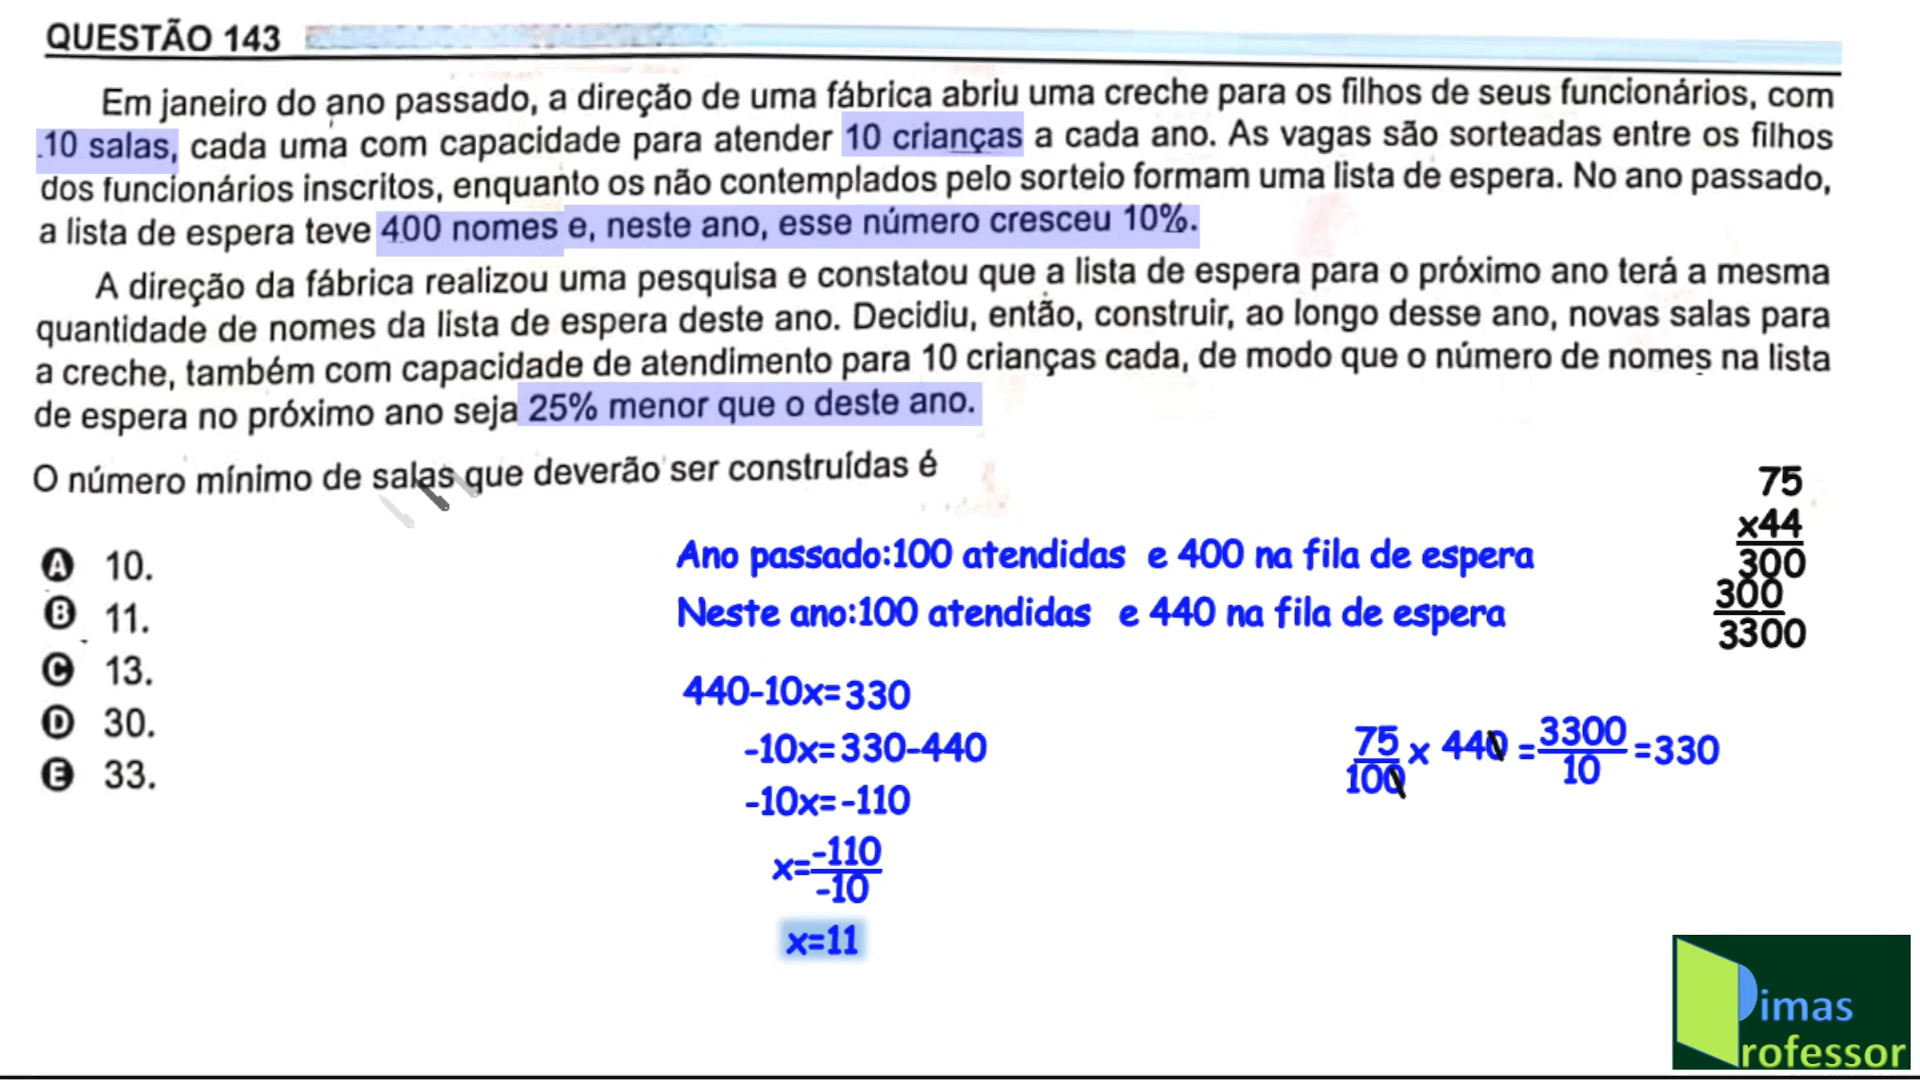 QUESTÃO 143
Em janeiro do ano passado, a direção de uma fábrica abriu uma creche para os filhos de seus funcionários, com
10 salas, cada uma com capacidade para atender 10 crianças a cada ano. As vagas são sorteadas entre os filhos
dos funcionários inscritos, enquanto os não contemplados pelo sorteio formam uma lista de espera. No ano passado,
a lista de espera teve 400 nomes e, neste ano, esse número cresceu 10%.
A direção da fábrica realizou uma pesquisa e constatou que a lista de espera para o próximo ano terá a mesma
quantidade de nomes da lista de espera deste ano. Decidiu, então, construir, ao longo desse ano, novas salas para
a creche, também com capacidade de atendimento para 10 crianças cada, de modo que o número de nomes na lista
de espera no próximo ano seja 25% menor que o deste ano.
O número mínimo de salas que deverão ser construídas é
A 10.
B 11.
C 13.
D 30.
E 33.
Ano passado:100 atendidas e 400 na fila de espera
Neste ano:100 atendidas e 440 na fila de espera
440-10x=330
-10x=330-440
-10x=-110
x=-110
-10
x=11
75
x44
300
300
3300
75/100 x 440 = 3300/10 =330
Dimas
Professor